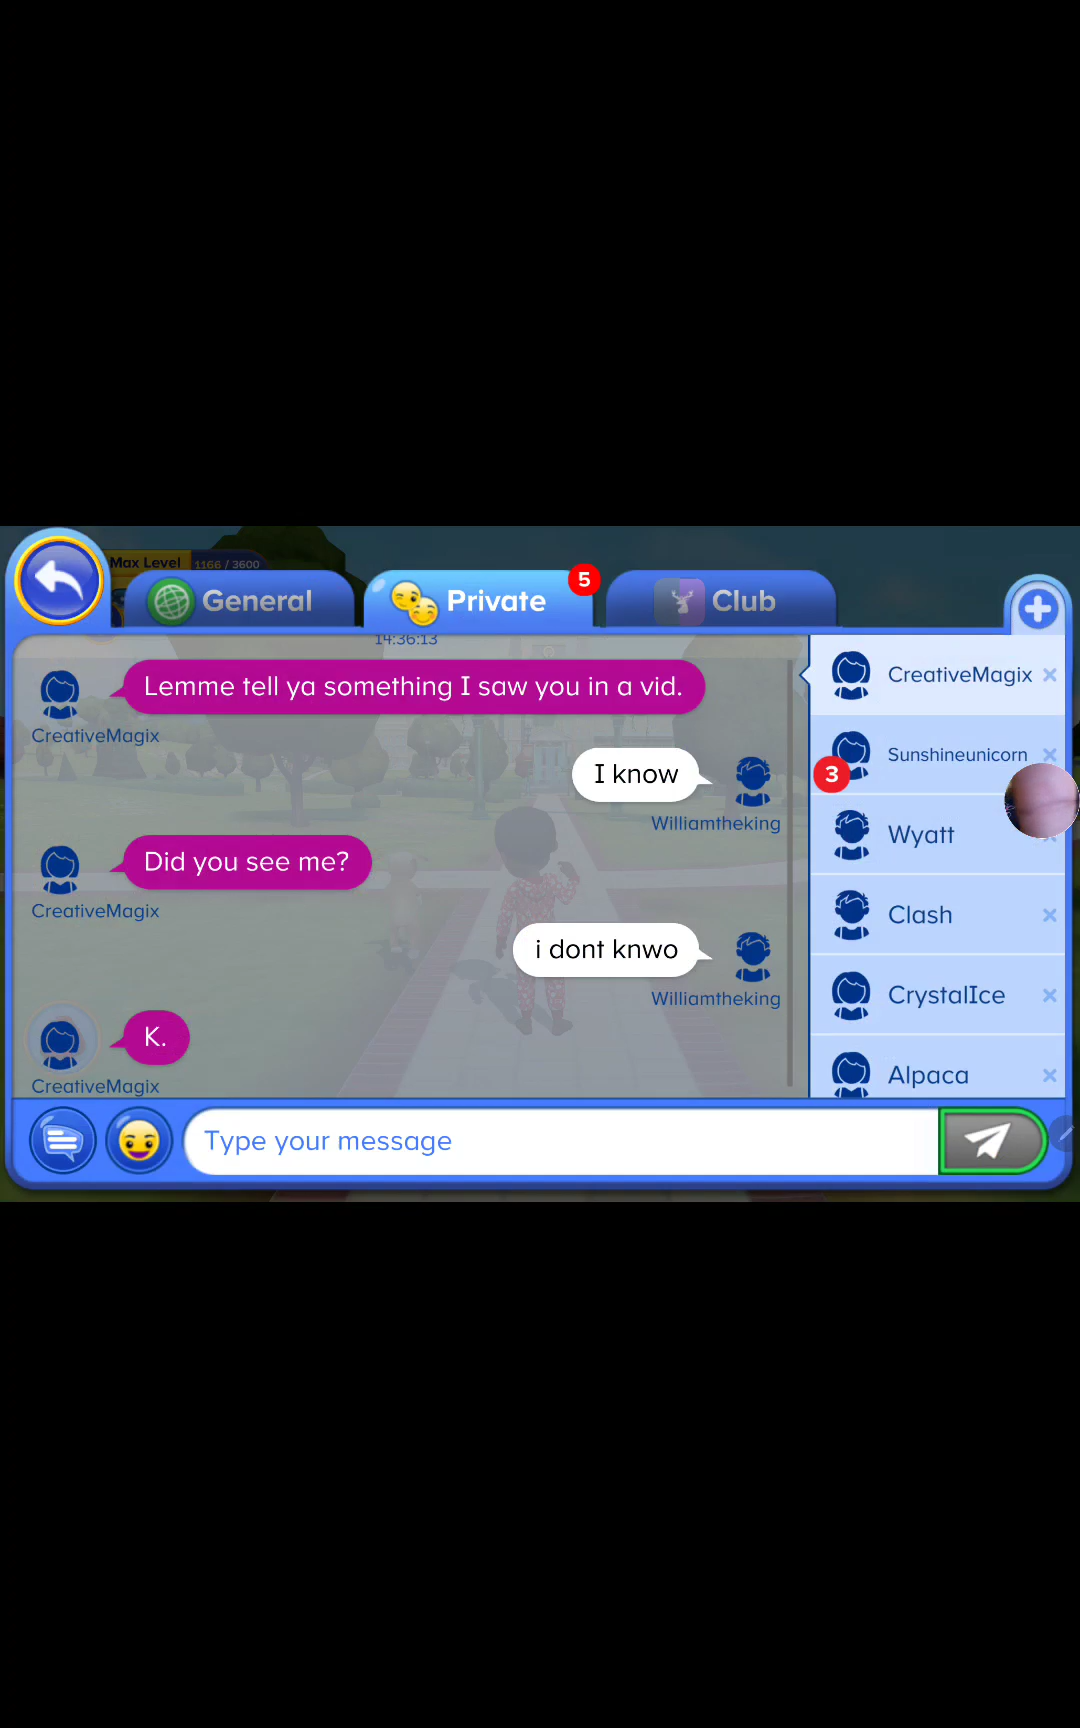 Max Level 1166 / 3600
General
Private
5
Club
14:36:13
Lemme tell ya something I saw you in a vid.
CreativeMagix
I know
Williamtheking
Did you see me?
CreativeMagix
i dont knwo
Williamtheking
K.
CreativeMagix
CreativeMagix
Sunshineunicorn
3
Wyatt
Clash
CrystalIce
Alpaca
Type your message